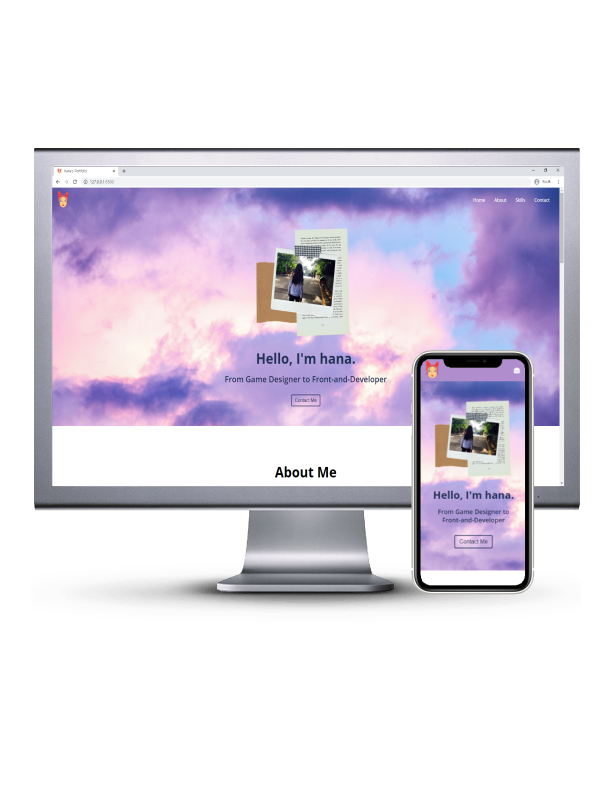 hana's Portfolio
127.0.0.1:5500
Home About Skills Contact
Hello, I'm hana.
From Game Designer to Front-and-Developer
Contact Me
About Me
Hello, I'm hana.
From Game Designer to
Front-and-Developer
Contact Me